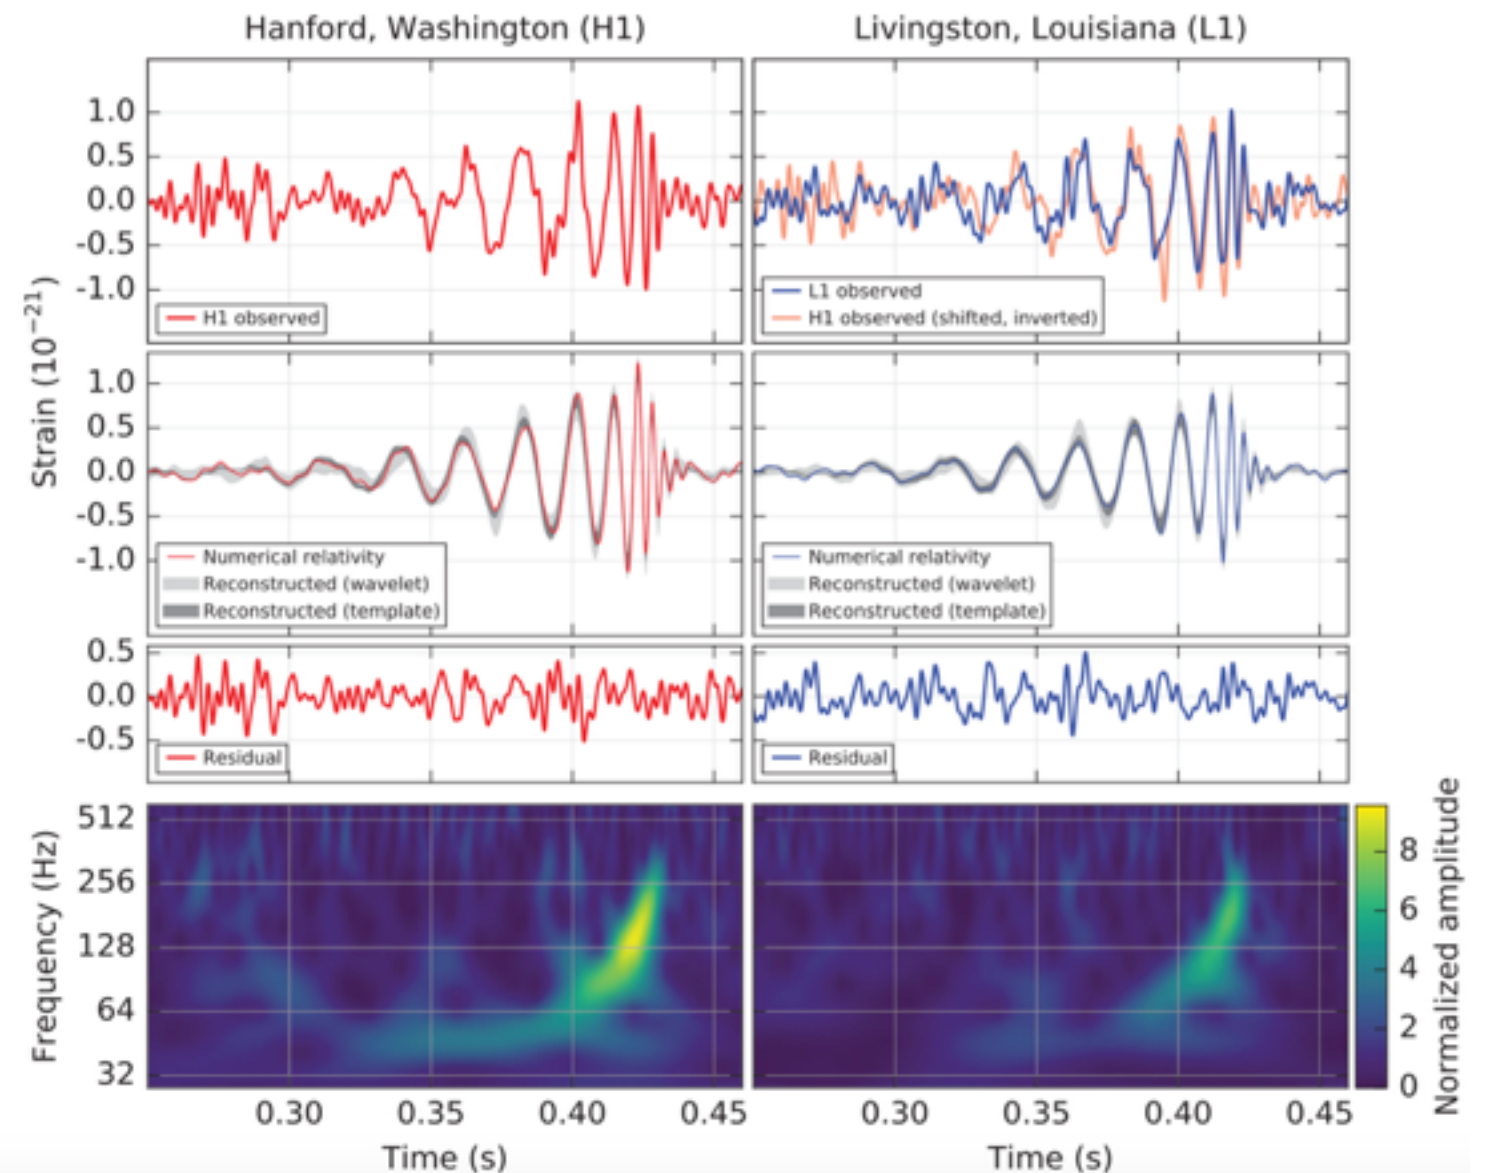 Hanford, Washington (H1)
Livingston, Louisiana (L1)
Strain (10⁻²¹)
1.0
0.5
0.0
-0.5
-1.0
H1 observed
L1 observed
H1 observed (shifted, inverted)
1.0
0.5
0.0
-0.5
-1.0
Numerical relativity
Reconstructed (wavelet)
Reconstructed (template)
Numerical relativity
Reconstructed (wavelet)
Reconstructed (template)
0.5
0.0
-0.5
Residual
Residual
Frequency (Hz)
512
256
128
64
32
Normalized amplitude
8
6
4
2
0
0.30 0.35 0.40 0.45
0.30 0.35 0.40 0.45
Time (s)
Time (s)